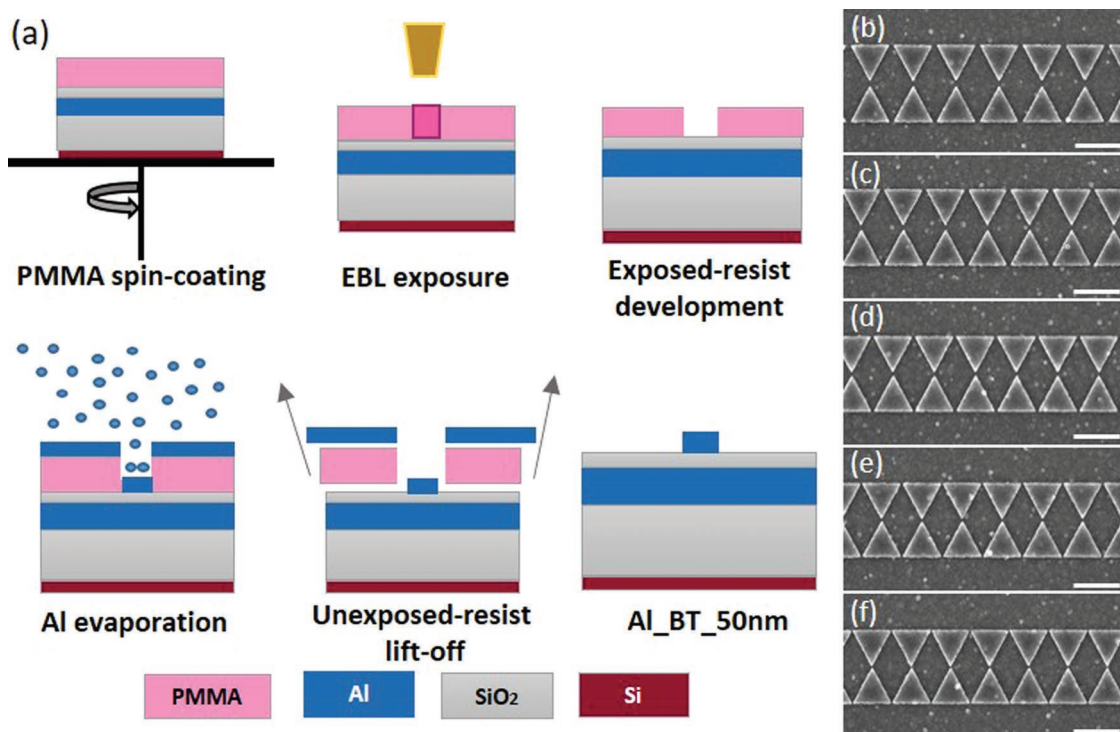 (a)
PMMA spin-coating
EBL exposure
Exposed-resist
development
Al evaporation
Unexposed-resist
lift-off
Al_BT_50nm
PMMA
Al
SiO₂
Si
(b)
(c)
(d)
(e)
(f)